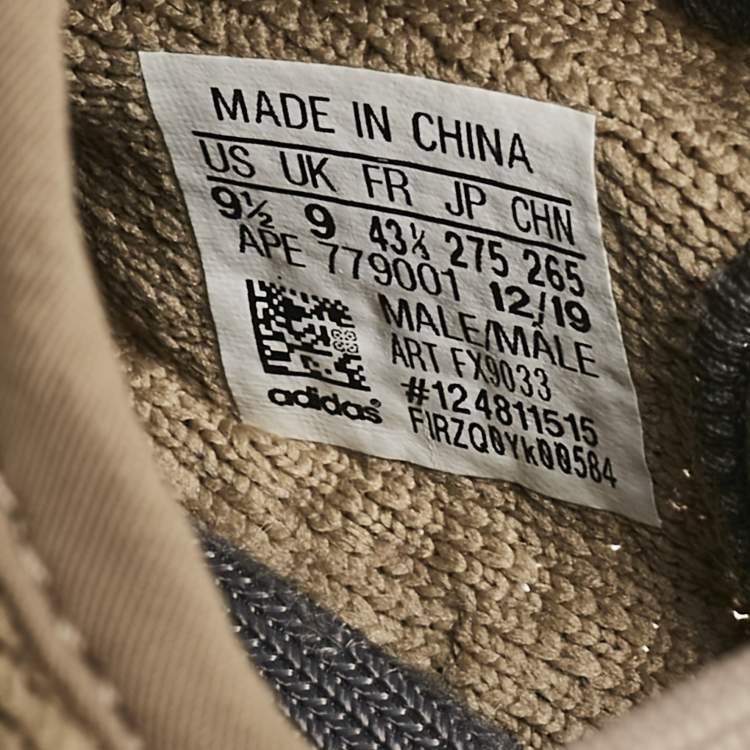 MADE IN CHINA
US UK FR JP CHN
9½ 9 43⅓ 275 265
APE 779001 12/19
MALE/MÂLE
ART FX9033
#124811515
adidas®
FIRZQ0Yk00584